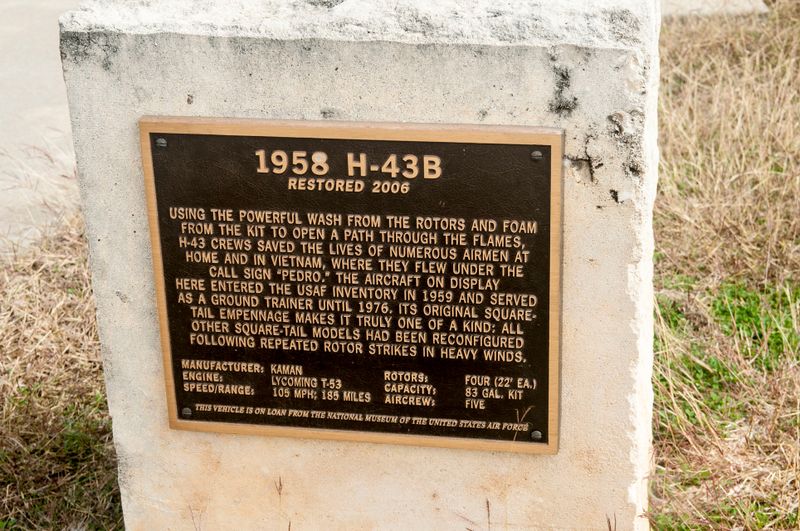 1958 H-43B
RESTORED 2006
USING THE POWERFUL WASH FROM THE ROTORS AND FOAM
FROM THE KIT TO OPEN A PATH THROUGH THE FLAMES,
H-43 CREWS SAVED THE LIVES OF NUMEROUS AIRMEN AT
HOME AND IN VIETNAM, WHERE THEY FLEW UNDER THE
CALL SIGN "PEDRO," THE AIRCRAFT ON DISPLAY
HERE ENTERED THE USAF INVENTORY IN 1959 AND SERVED
AS A GROUND TRAINER UNTIL 1976. ITS ORIGINAL SQUARE-
TAIL EMPENNAGE MAKES IT TRULY ONE OF A KIND; ALL
OTHER SQUARE-TAIL MODELS HAD BEEN RECONFIGURED
FOLLOWING REPEATED ROTOR STRIKES IN HEAVY WINDS.
MANUFACTURER: KAMAN ROTORS: FOUR (22' EA.)
ENGINE: LYCOMING T-53 CAPACITY: 83 GAL. KIT
SPEED/RANGE: 105 MPH; 185 MILES AIRCREW: FIVE
THIS VEHICLE IS ON LOAN FROM THE NATIONAL MUSEUM OF THE UNITED STATES AIR FORCE